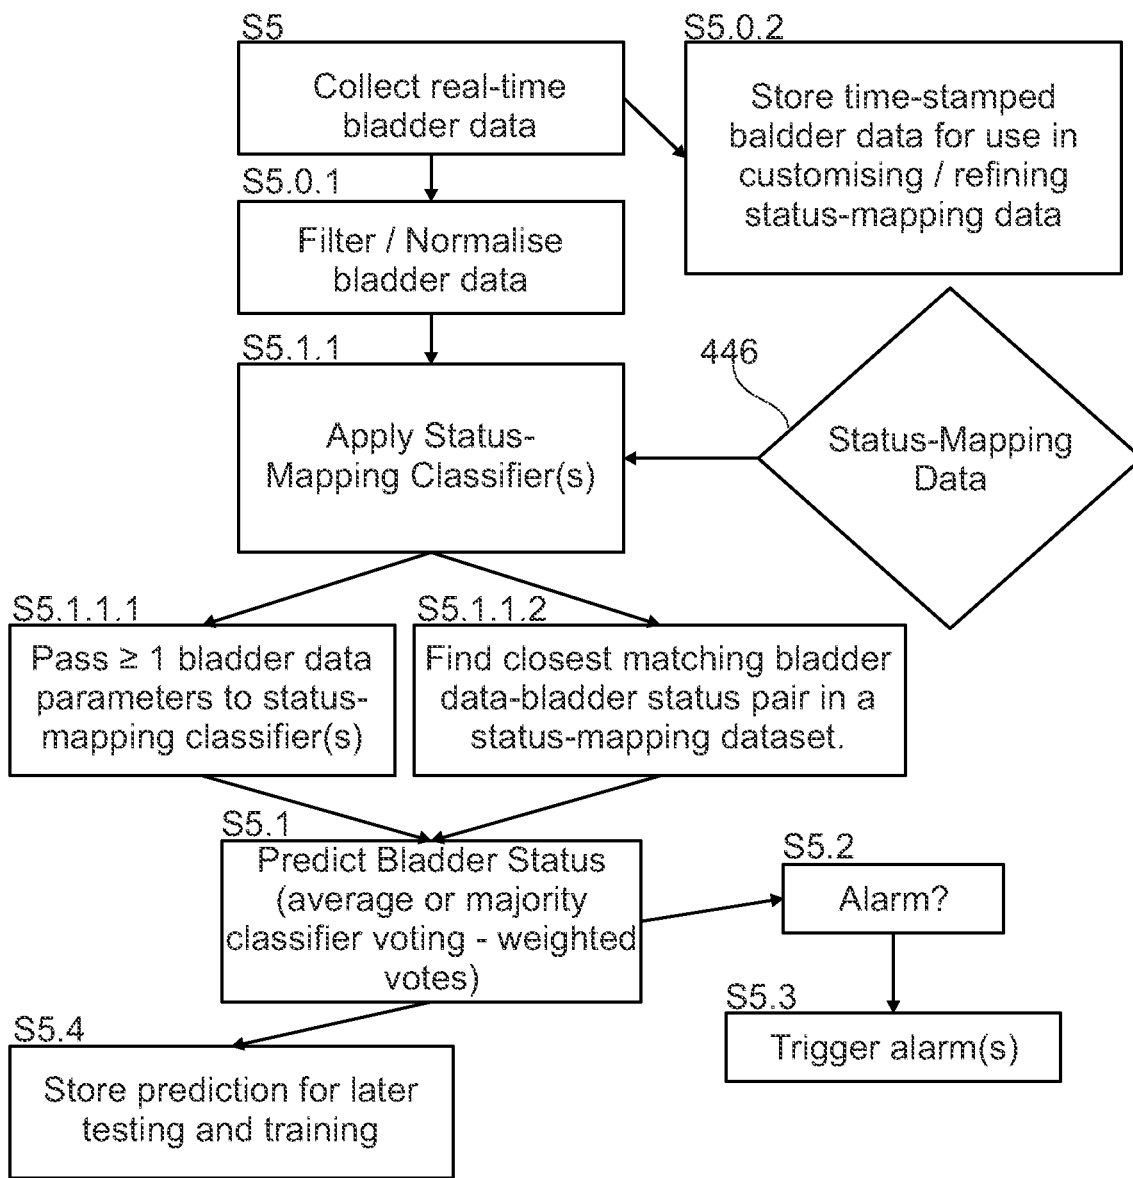 S5
Collect real-time
bladder data
S5.0.2
Store time-stamped
baldder data for use in
customising / refining
status-mapping data
S5.0.1
Filter / Normalise
bladder data
S5.1.1
Apply Status-
Mapping Classifier(s)
446
Status-Mapping
Data
S5.1.1.1
Pass ≥ 1 bladder data
parameters to status-
mapping classifier(s)
S5.1.1.2
Find closest matching bladder
data-bladder status pair in a
status-mapping dataset.
S5.1
Predict Bladder Status
(average or majority
classifier voting - weighted
votes)
S5.2
Alarm?
S5.3
Trigger alarm(s)
S5.4
Store prediction for later
testing and training